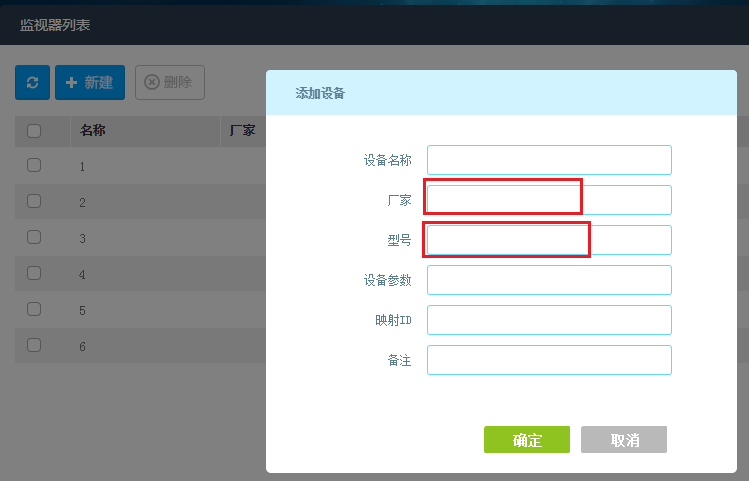 监视器列表
新建 删除
添加设备
名称 厂家
设备名称
1
厂家
2
型号
3
设备参数
4
映射ID
5
备注
6
确定 取消